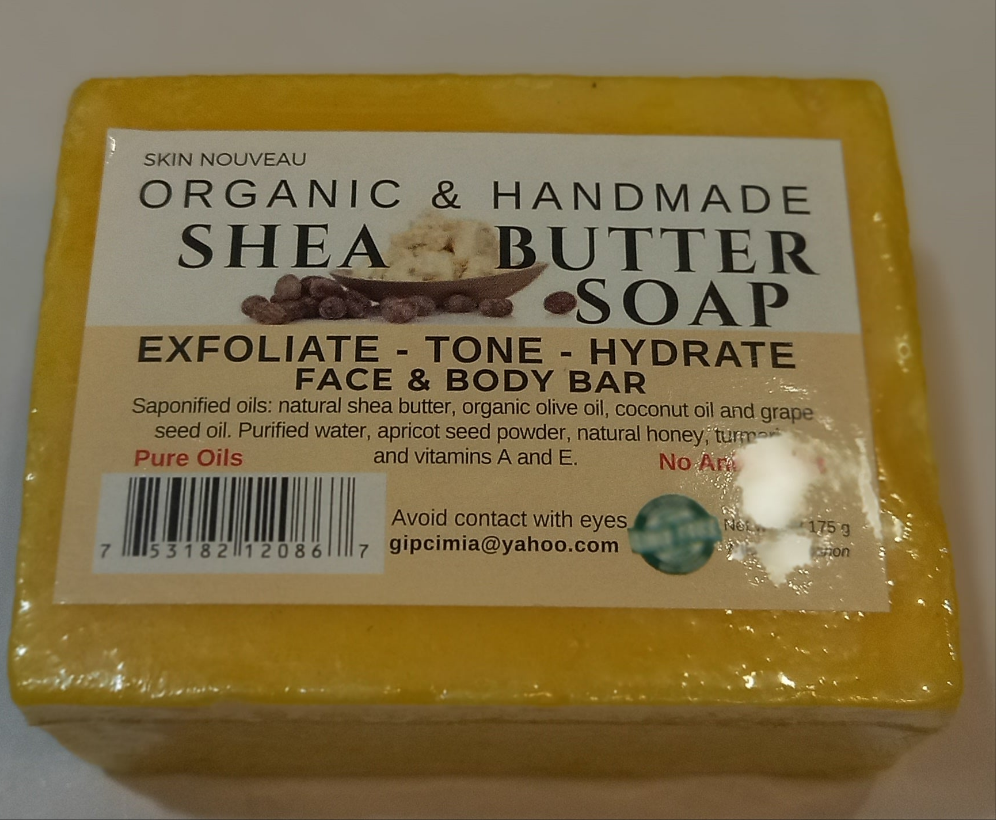 SKIN NOUVEAU
ORGANIC & HANDMADE
SHEA BUTTER
SOAP
EXFOLIATE - TONE - HYDRATE
FACE & BODY BAR
Saponified oils: natural shea butter, organic olive oil, coconut oil and grape
seed oil. Purified water, apricot seed powder, natural honey,
and vitamins A and E.
Pure Oils
No
7 53182 12086 7
Avoid contact with eyes
gipcimia@yahoo.com
175 g